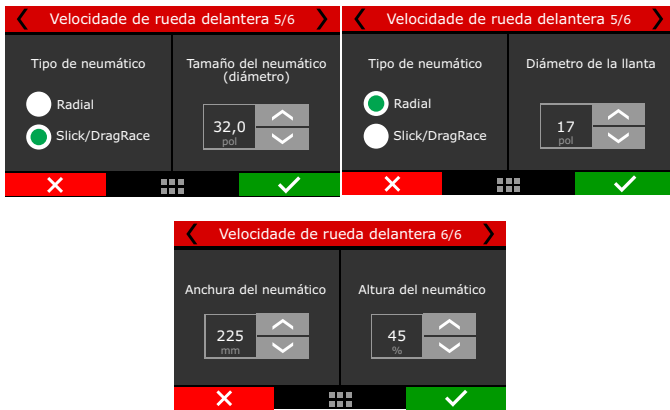 Velocidade de rueda delantera 5/6
Tipo de neumático
Radial
Slick/DragRace
Tamaño del neumático
(diámetro)
32,0
pol
Velocidade de rueda delantera 5/6
Tipo de neumático
Radial
Slick/DragRace
Diámetro de la llanta
17
pol
Velocidade de rueda delantera 6/6
Anchura del neumático
225
mm
Altura del neumático
45
%